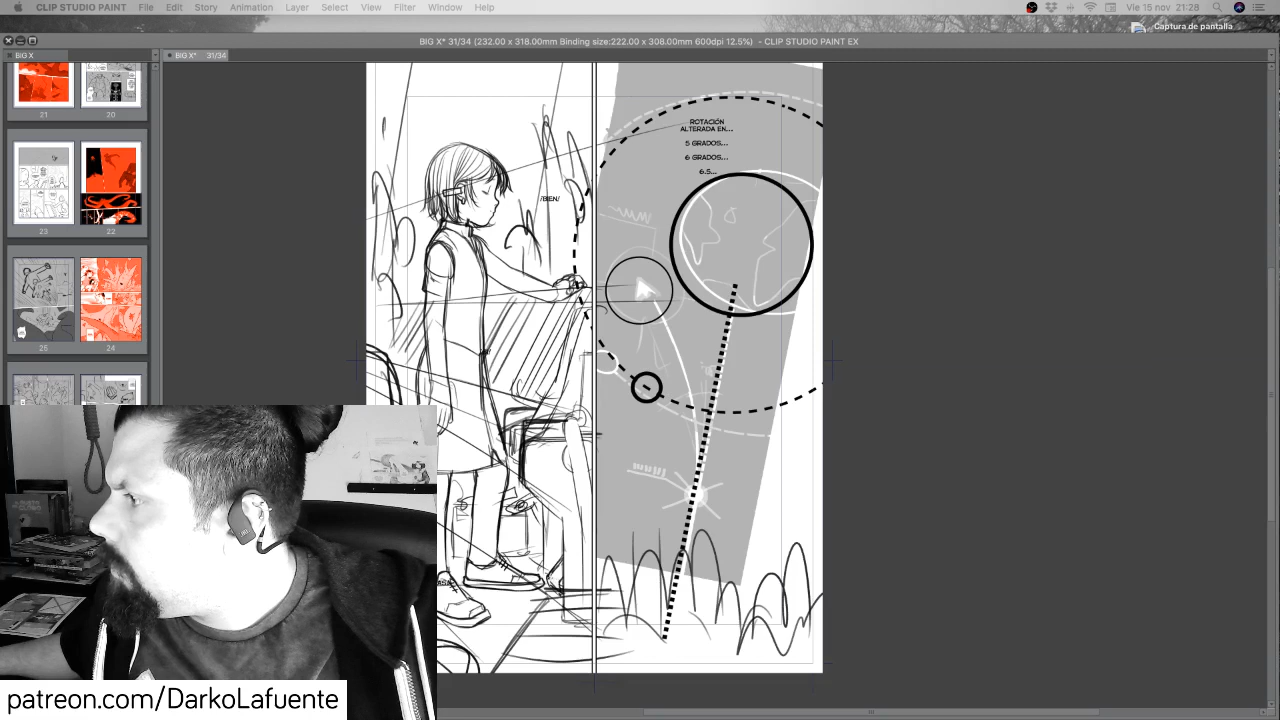 CLIP STUDIO PAINT File Edit Story Animation Layer Select View Filter Window Help Vie 15 nov 21:28
Captura de pantalla
BIG X* 31/34 (232.00 x 318.00mm Binding size:222.00 x 308.00mm 600dpi 12.5%) - CLIP STUDIO PAINT EX
BIG X
BIG X* 31/34
21 20
23 22
25 24
ROTACIÓN
ALTERADA EN...
5 GRADOS...
6 GRADOS...
6.5...
¡BIEN!
patreon.com/DarkoLafuente